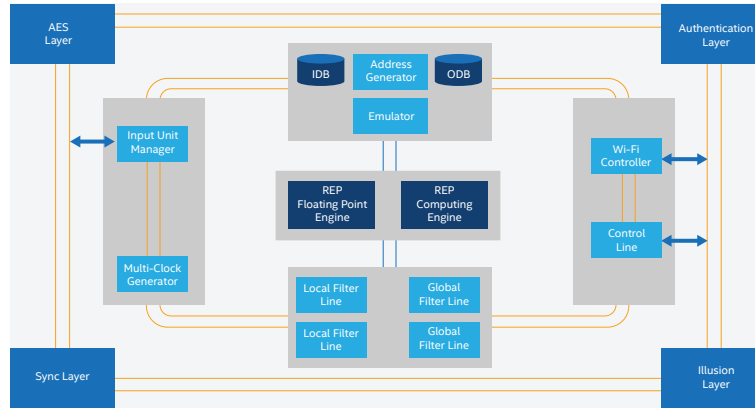 AES
Layer
Authentication
Layer
IDB
Address
Generator
ODB
Emulator
Input Unit
Manager
Wi-Fi
Controller
REP
Floating Point
Engine
REP
Computing
Engine
Control
Line
Multi-Clock
Generator
Local Filter
Line
Global
Filter Line
Local Filter
Line
Global
Filter Line
Sync Layer
Illusion
Layer